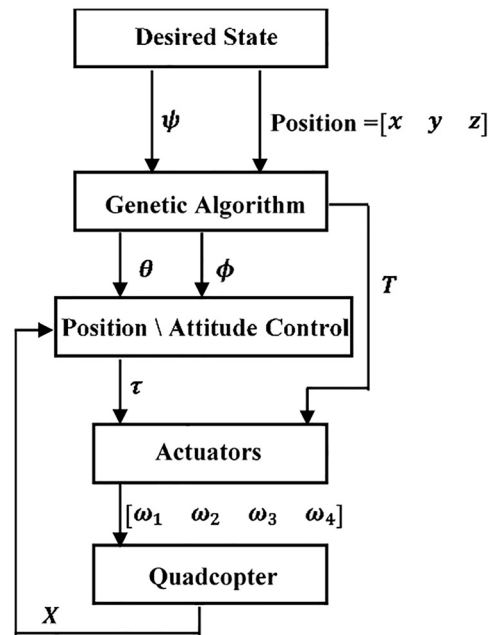 Desired State
ψ
Position =[x y z]
Genetic Algorithm
θ ϕ
T
Position \ Attitude Control
τ
Actuators
[ω₁ ω₂ ω₃ ω₄]
Quadcopter
X